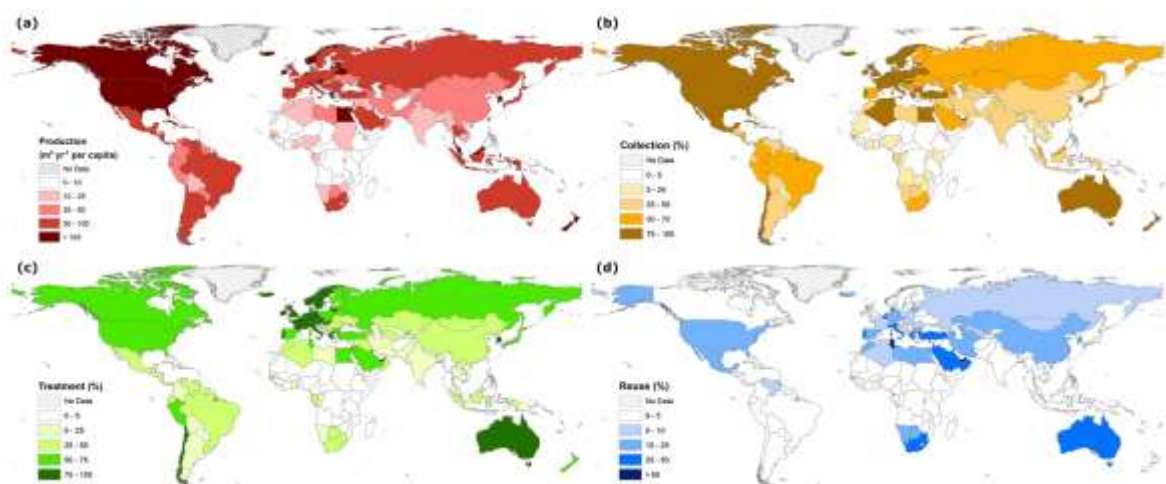 (a)
Production
(m³ yr⁻¹ per capita)
No Data
0 - 10
10 - 25
25 - 50
50 - 100
> 100
(b)
Collection (%)
No Data
0 - 5
5 - 25
25 - 50
50 - 75
75 - 100
(c)
Treatment (%)
No Data
0 - 5
5 - 25
25 - 50
50 - 75
75 - 100
(d)
Reuse (%)
No Data
0 - 5
5 - 10
10 - 25
25 - 50
> 50